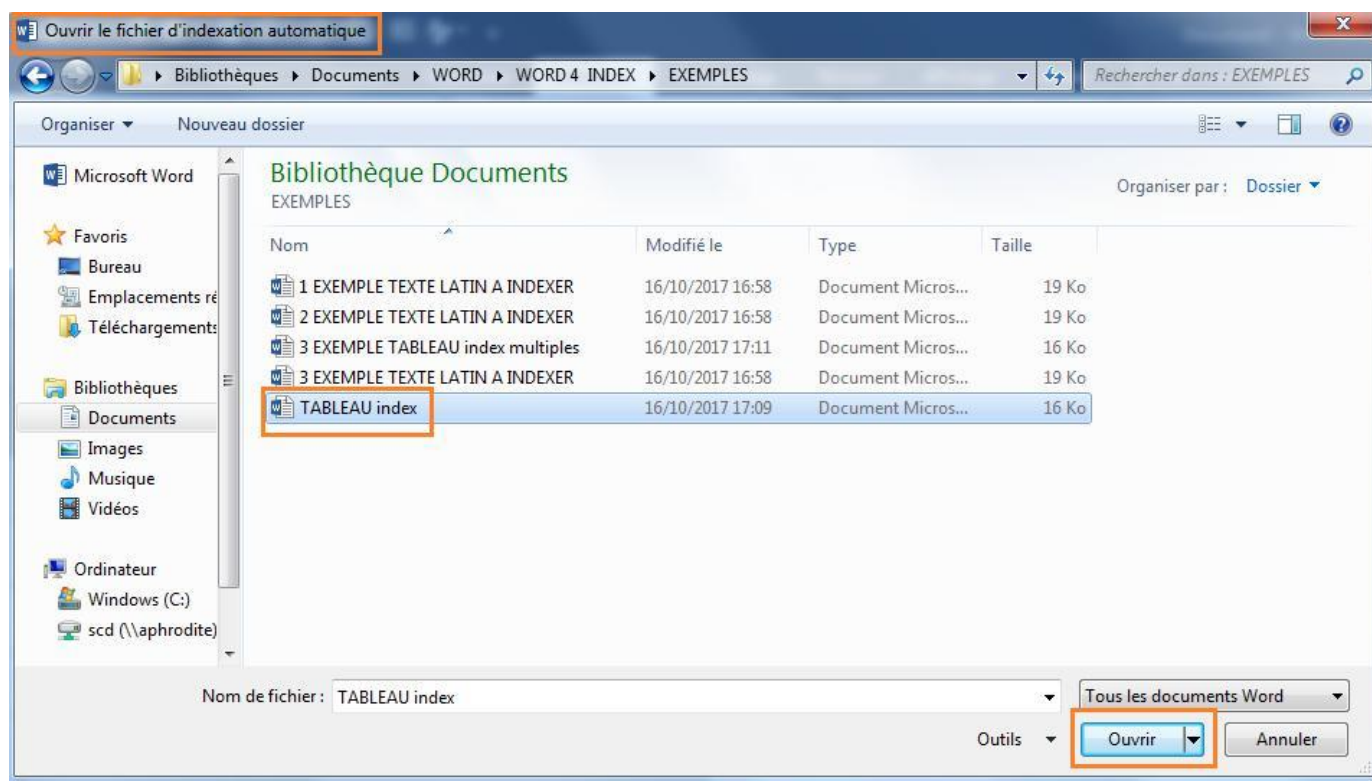 Ouvrir le fichier d'indexation automatique
Bibliothèques Documents WORD WORD 4 INDEX EXEMPLES Rechercher dans : EXEMPLES
Organiser Nouveau dossier
Microsoft Word
Favoris
Bureau
Emplacements ré
Téléchargements
Bibliothèques
Documents
Images
Musique
Vidéos
Ordinateur
Windows (C:)
scd (\\aphrodite)
Bibliothèque Documents
EXEMPLES
Organiser par : Dossier
Nom Modifié le Type Taille
1 EXEMPLE TEXTE LATIN A INDEXER 16/10/2017 16:58 Document Micros... 19 Ko
2 EXEMPLE TEXTE LATIN A INDEXER 16/10/2017 16:58 Document Micros... 19 Ko
3 EXEMPLE TABLEAU index multiples 16/10/2017 17:11 Document Micros... 16 Ko
3 EXEMPLE TEXTE LATIN A INDEXER 16/10/2017 16:58 Document Micros... 19 Ko
TABLEAU index 16/10/2017 17:09 Document Micros... 16 Ko
Nom de fichier : TABLEAU index Tous les documents Word
Outils Ouvrir Annuler